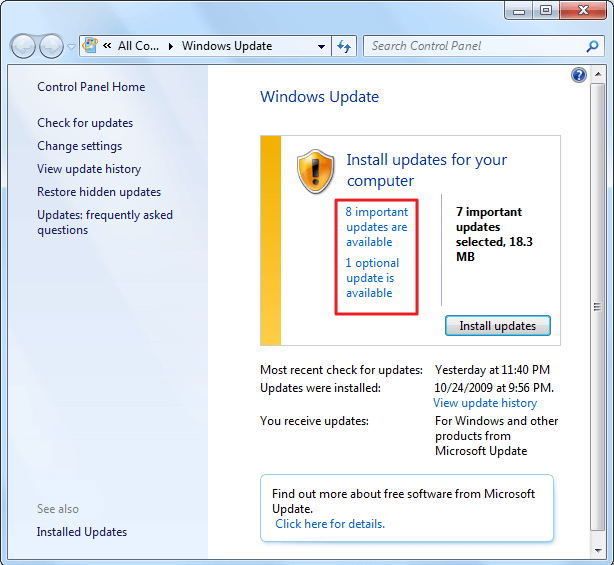 « All Co... Windows Update
Search Control Panel
Control Panel Home
Check for updates
Change settings
View update history
Restore hidden updates
Updates: frequently asked
questions
See also
Installed Updates
Windows Update
Install updates for your
computer
8 important
updates are
available
1 optional
update is
available
7 important
updates
selected, 18.3
MB
Install updates
Most recent check for updates: Yesterday at 11:40 PM
Updates were installed: 10/24/2009 at 9:56 PM.
View update history
You receive updates: For Windows and other
products from
Microsoft Update
Find out more about free software from Microsoft
Update.
Click here for details.